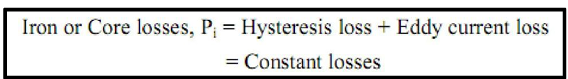 Iron or Core losses, Pi = Hysteresis loss + Eddy current loss
= Constant losses